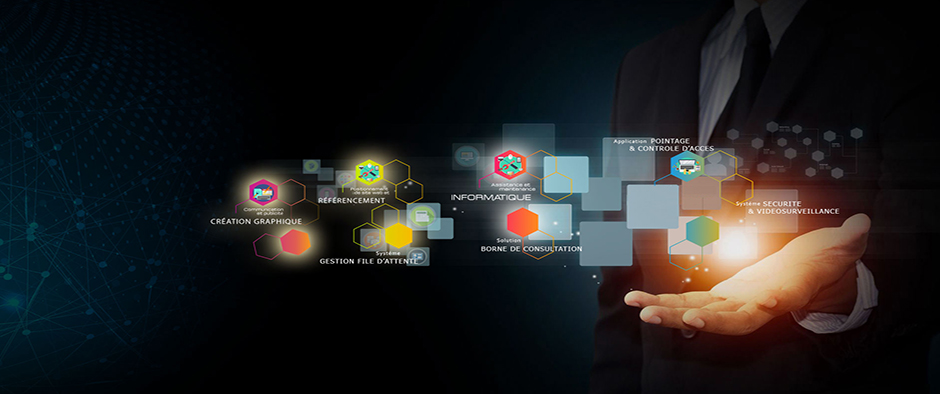 Communication
et publicité
CRÉATION GRAPHIQUE
Positionnement
de site web et
RÉFÉRENCEMENT
Système
GESTION FILE D'ATTENTE
Assistance et
maintenance
INFORMATIQUE
Solution
BORNE DE CONSULTATION
Application POINTAGE
& CONTROLE D'ACCES
Système SECURITE
& VIDEOSURVEILLANCE